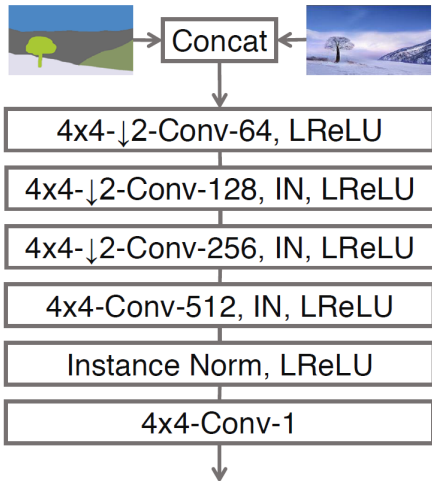 Concat
4x4-↓2-Conv-64, LReLU
4x4-↓2-Conv-128, IN, LReLU
4x4-↓2-Conv-256, IN, LReLU
4x4-Conv-512, IN, LReLU
Instance Norm, LReLU
4x4-Conv-1